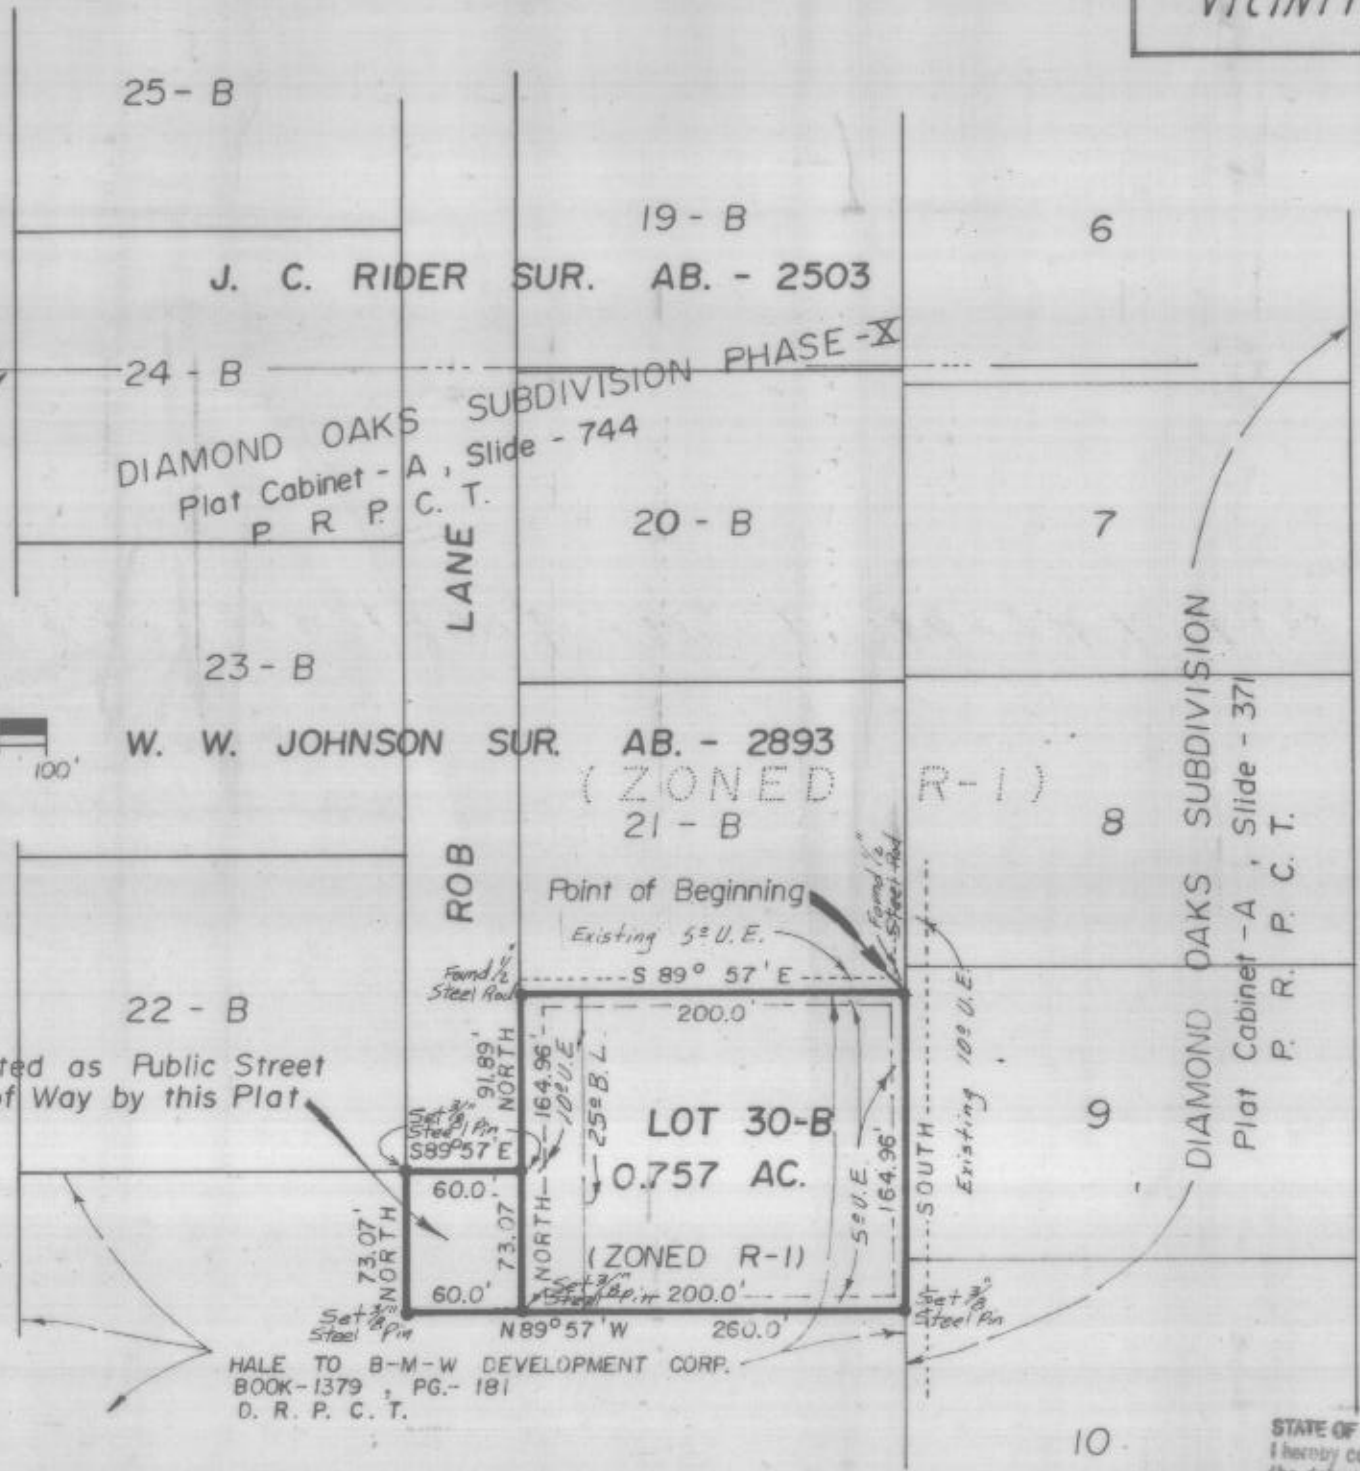 VICINIT
25 - B
19 - B
6
J. C. RIDER SUR. AB. - 2503
24 - B
DIAMOND OAKS SUBDIVISION PHASE - X
Plat Cabinet - A , Slide - 744
P. R. P. C. T.
20 - B
7
LANE
23 - B
W. W. JOHNSON SUR. AB. - 2893
100'
(ZONED R-1)
21 - B
8
DIAMOND OAKS SUBDIVISION
Plat Cabinet - A , Slide - 371
P. R. P. C. T.
ROB
Point of Beginning
Found 1/2"
Steel Rod
Existing 5' U.E.
S 89° 57' E
Found 1/2"
Steel Rod
200.0'
22 - B
ted as Public Street
of Way by this Plat
91.89'
NORTH
NORTH 164.96'
10' U.E.
25' B.L.
LOT 30-B
0.757 AC.
(ZONED R-1)
5' U.E.
164.96'
SOUTH
Existing 10' U.E.
9
Set 3/8"
Steel Pin
S89°57'E
60.0'
73.07'
NORTH
73.07'
60.0'
Set 3/8"
Steel Pin
200.0'
Set 3/8"
Steel Pin
Set 3/8"
Steel Pin
N89°57'W
260.0'
HALE TO B-M-W DEVELOPMENT CORP.
BOOK-1379 , PG.- 181
D. R. P. C. T.
10
STATE OF
I hereby ce